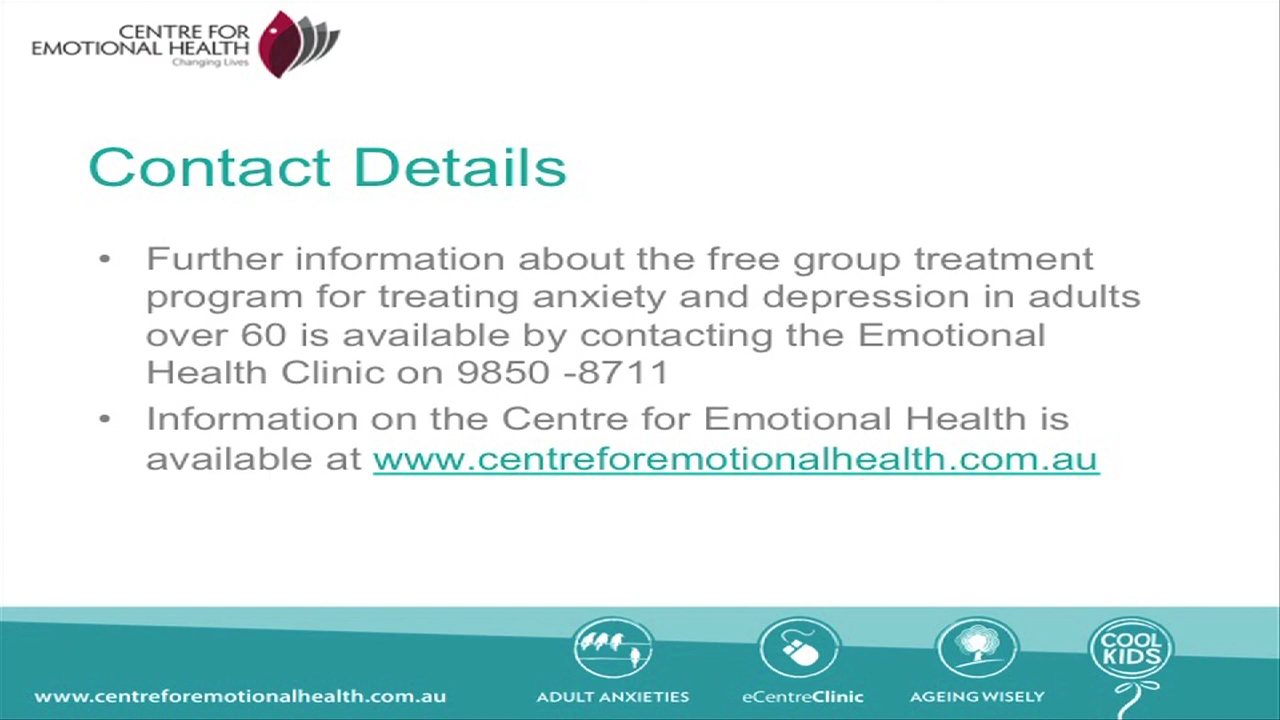 CENTRE FOR
EMOTIONAL HEALTH
Changing Lives
Contact Details
• Further information about the free group treatment
program for treating anxiety and depression in adults
over 60 is available by contacting the Emotional
Health Clinic on 9850 -8711
• Information on the Centre for Emotional Health is
available at www.centreforemotionalhealth.com.au
COOL
KIDS
www.centreforemotionalhealth.com.au ADULT ANXIETIES eCentreClinic AGEING WISELY